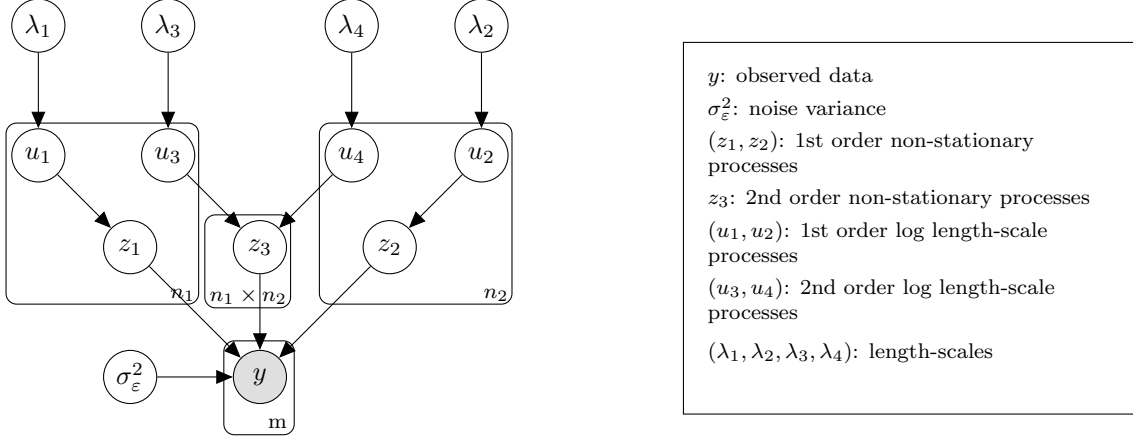 λ₁ λ₃ λ₄ λ₂
u₁ u₃ u₄ u₂
z₁ z₃ z₂
n₁ n₁ × n₂ n₂
σ²_ε y
m
y: observed data
σ²_ε: noise variance
(z₁, z₂): 1st order non-stationary
processes
z₃: 2nd order non-stationary processes
(u₁, u₂): 1st order log length-scale
processes
(u₃, u₄): 2nd order log length-scale
processes
(λ₁, λ₂, λ₃, λ₄): length-scales